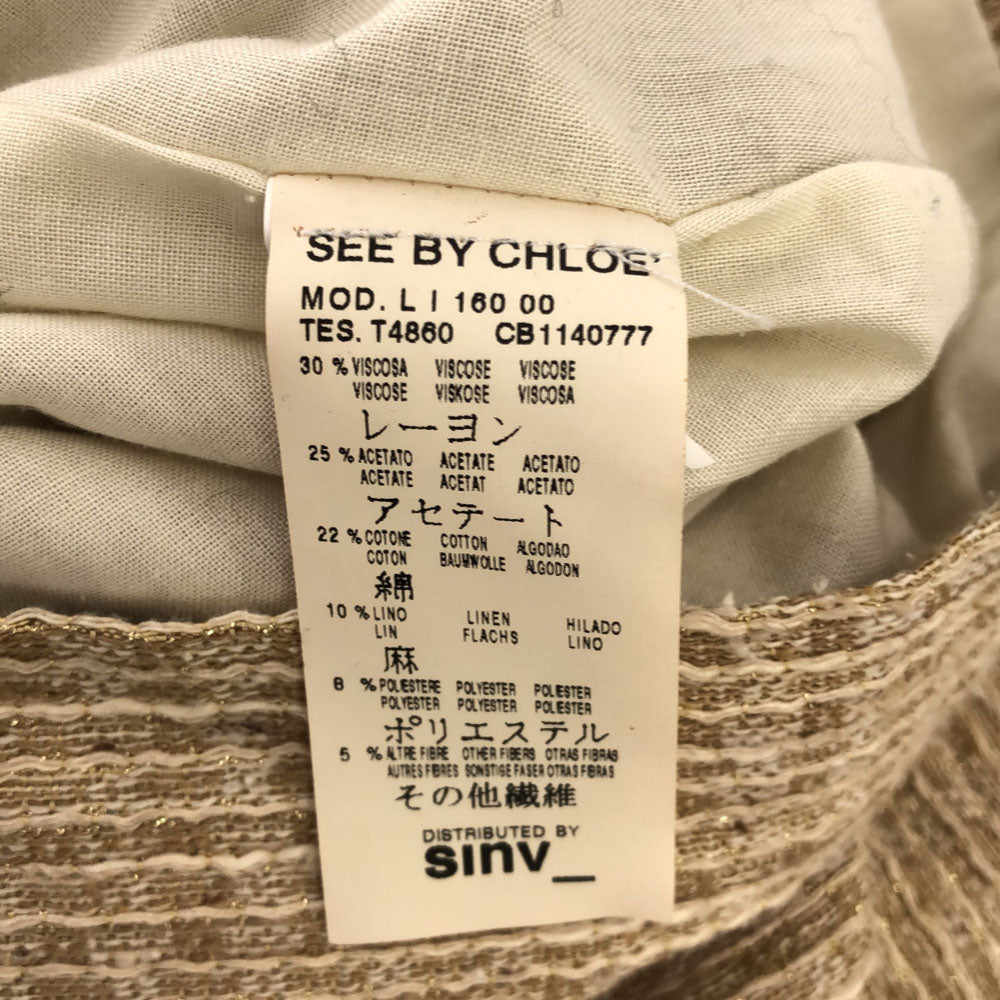 SEE BY CHLOE'
MOD. L I 160 00
TES. T4860 CB1140777
30 % VISCOSA VISCOSE VISCOSE
VISCOSE VISKOSE VISCOSA
レーヨン
25 % ACETATO ACETATE ACETATO
ACETATE ACETAT ACETATO
アセテート
22 % COTONE COTTON ALGODAO
COTON BAUMWOLLE ALGODON
綿
10 % LINO LINEN HILADO
LIN FLACHS LINO
麻
8 % POLIESTERE POLYESTER POLIESTER
POLYESTER POLYESTER POLIESTER
ポリエステル
5 % ALTRE FIBRE OTHER FIBERS OTRAS FIBRAS
AUTRES FIBRES SONSTIGE FASER OTRAS FIBRAS
その他繊維
DISTRIBUTED BY
sinv_